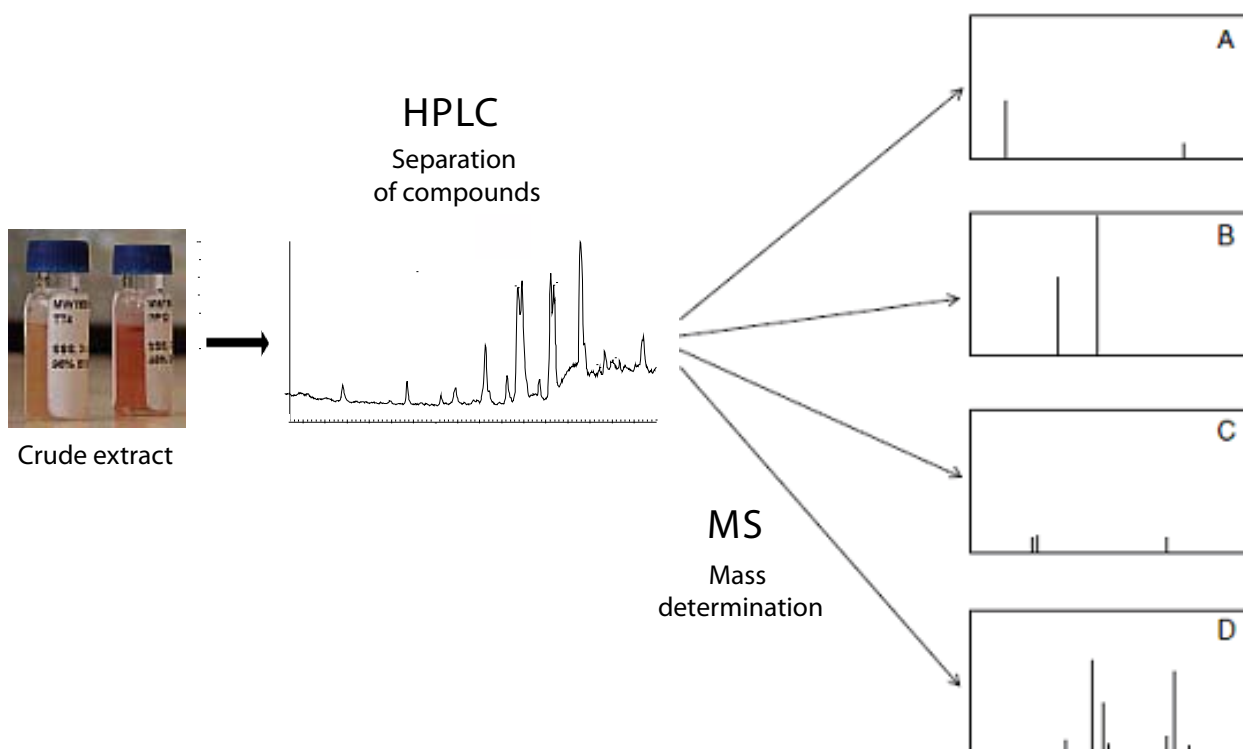 HPLC
Separation
of compounds
Crude extract
MS
Mass
determination
A
B
C
D